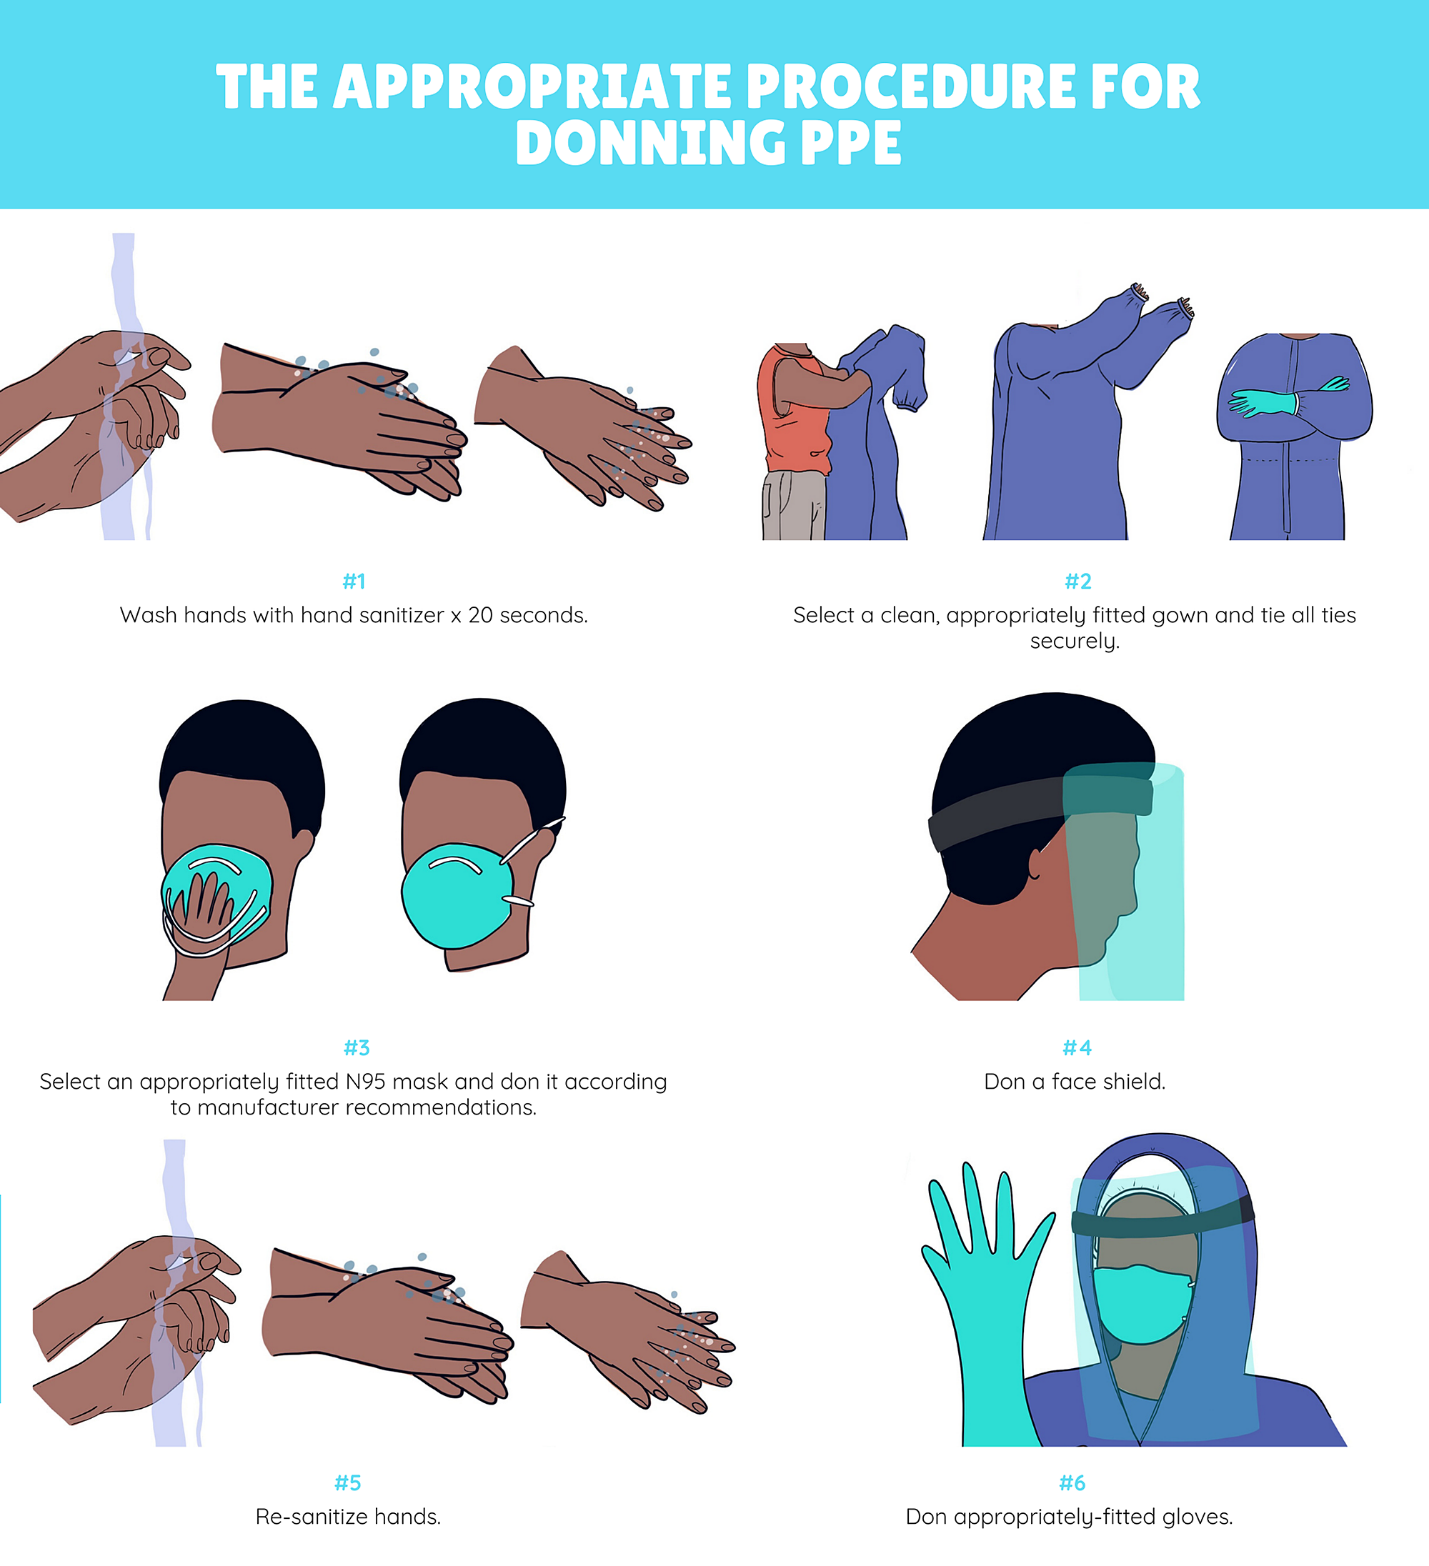 THE APPROPRIATE PROCEDURE FOR
DONNING PPE
#1
Wash hands with hand sanitizer x 20 seconds.
#2
Select a clean, appropriately fitted gown and tie all ties
securely.
#3
Select an appropriately fitted N95 mask and don it according
to manufacturer recommendations.
#4
Don a face shield.
#5
Re-sanitize hands.
#6
Don appropriately-fitted gloves.